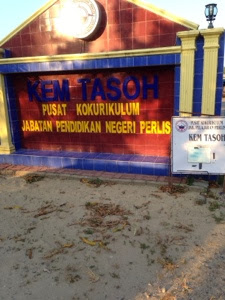 KEM TASOH
PUSAT KOKURIKULUM
JABATAN PENDIDIKAN NEGERI PERLIS
KEM TASOH